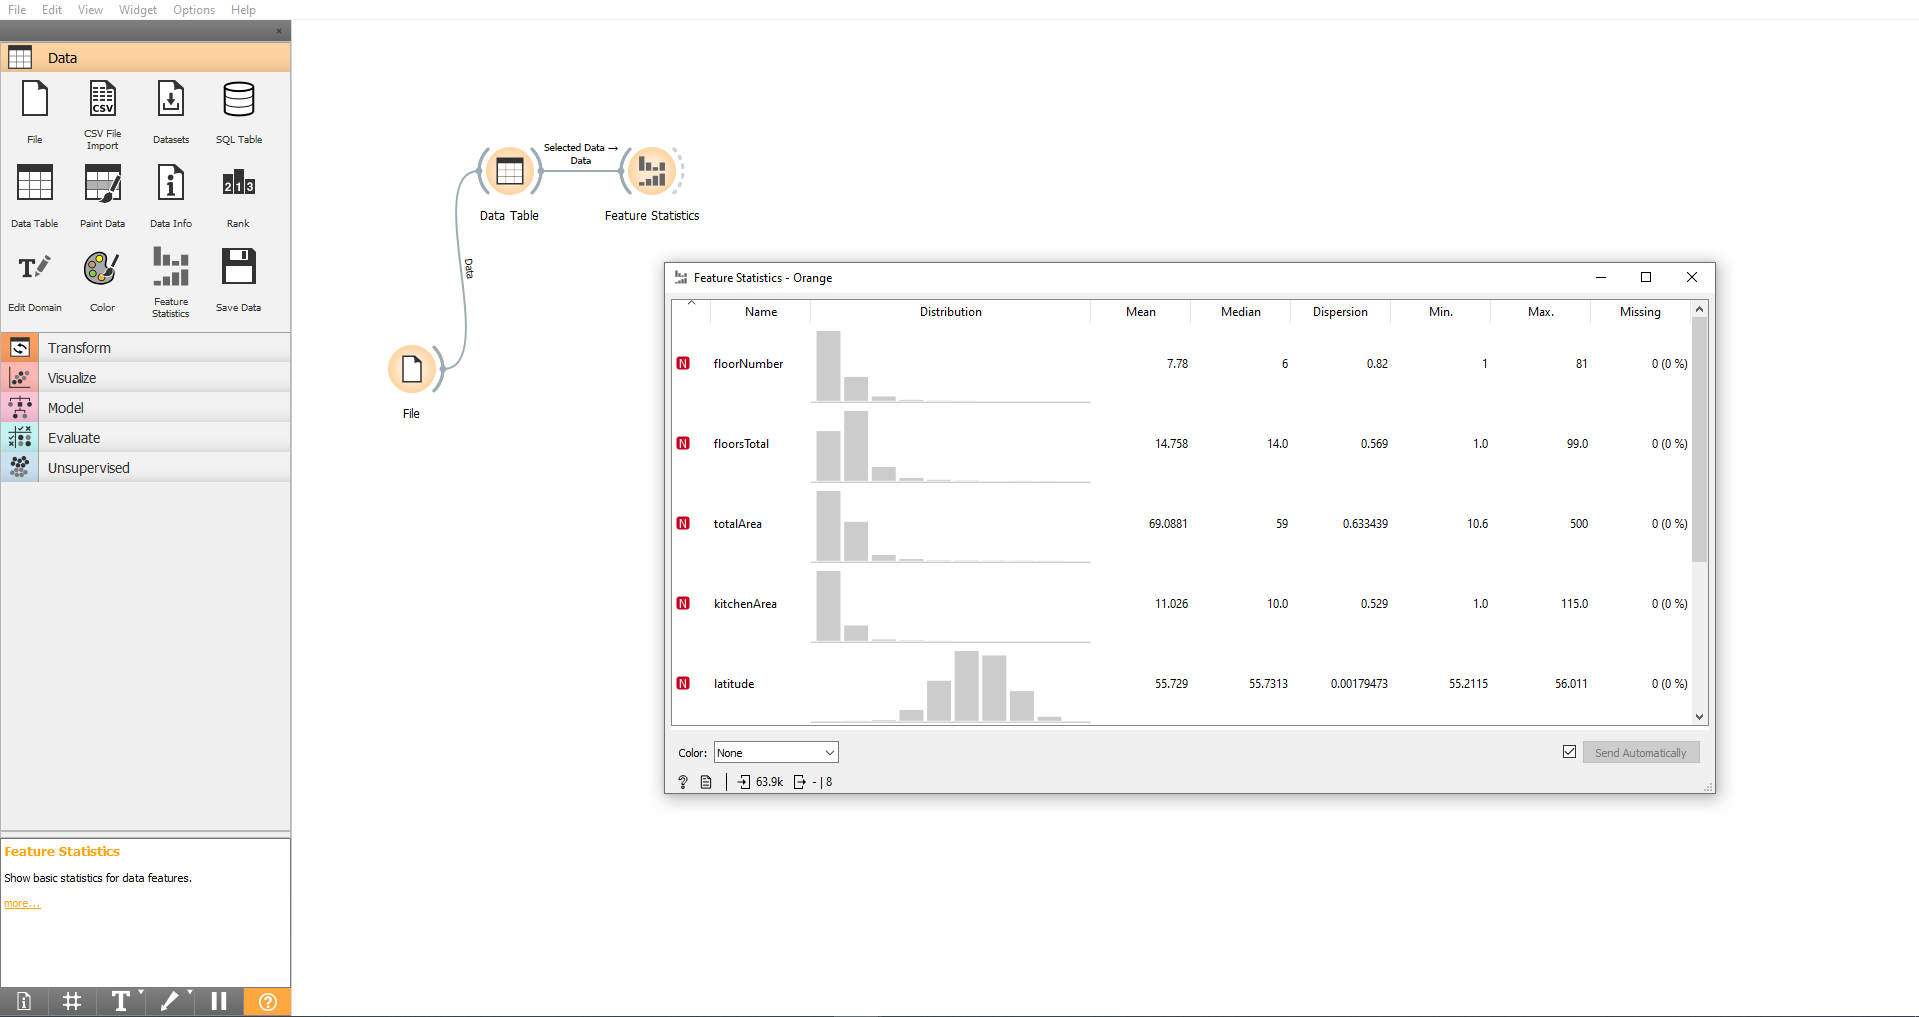 File Edit View Widget Options Help
Data
File
CSV File
Import
Datasets
SQL Table
Data Table
Paint Data
Data Info
Rank
Edit Domain
Color
Feature
Statistics
Save Data
Transform
Visualize
Model
Evaluate
Unsupervised
Feature Statistics
Show basic statistics for data features.
more...
Selected Data →
Data
Data Table
Feature Statistics
Data
File
Feature Statistics - Orange
Name Distribution Mean Median Dispersion Min. Max. Missing
N floorNumber 7.78 6 0.82 1 81 0 (0 %)
N floorsTotal 14.758 14.0 0.569 1.0 99.0 0 (0 %)
N totalArea 69.0881 59 0.633439 10.6 500 0 (0 %)
N kitchenArea 11.026 10.0 0.529 1.0 115.0 0 (0 %)
N latitude 55.729 55.7313 0.00179473 55.2115 56.011 0 (0 %)
Color: None Send Automatically
? 63.9k - | 8